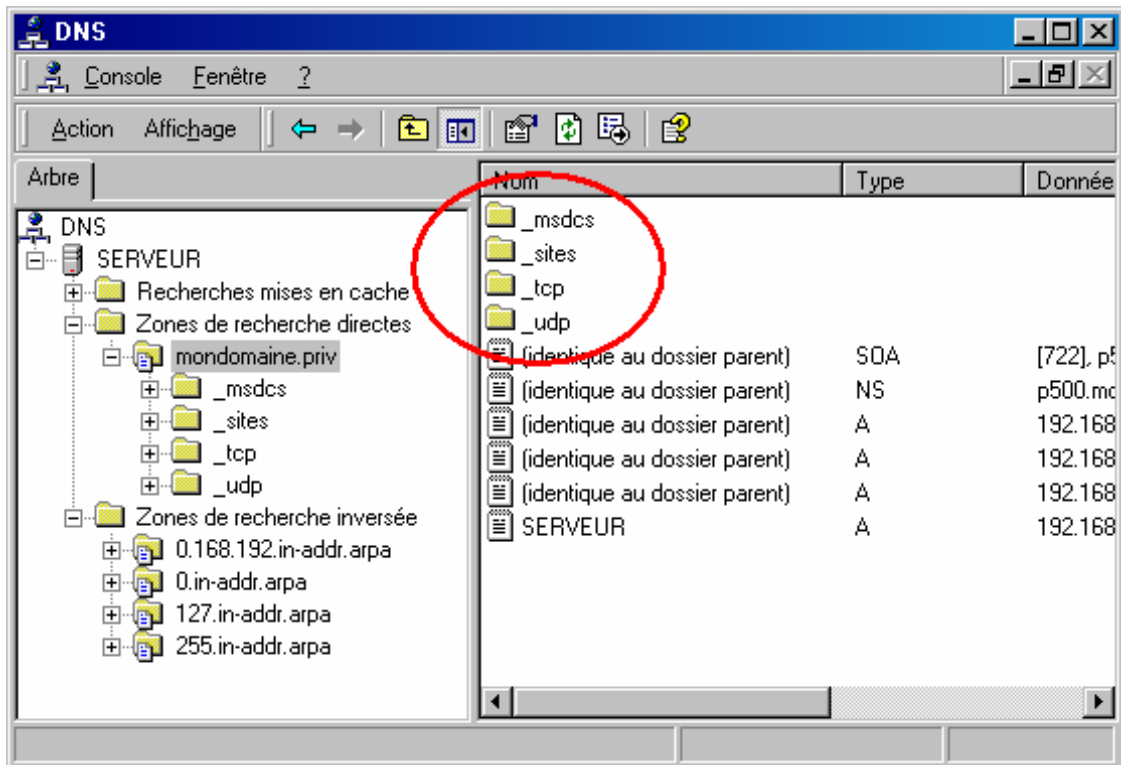 DNS
Console Fenêtre ?
Action Affichage
Arbre
Nom Type Donnée
DNS
SERVEUR
Recherches mises en cache
Zones de recherche directes
mondomaine.priv
_msdcs
_sites
_tcp
_udp
Zones de recherche inversée
0.168.192.in-addr.arpa
0.in-addr.arpa
127.in-addr.arpa
255.in-addr.arpa
_msdcs
_sites
_tcp
_udp
(identique au dossier parent) SOA [722], p5
(identique au dossier parent) NS p500.mo
(identique au dossier parent) A 192.168
(identique au dossier parent) A 192.168
(identique au dossier parent) A 192.168
SERVEUR A 192.168